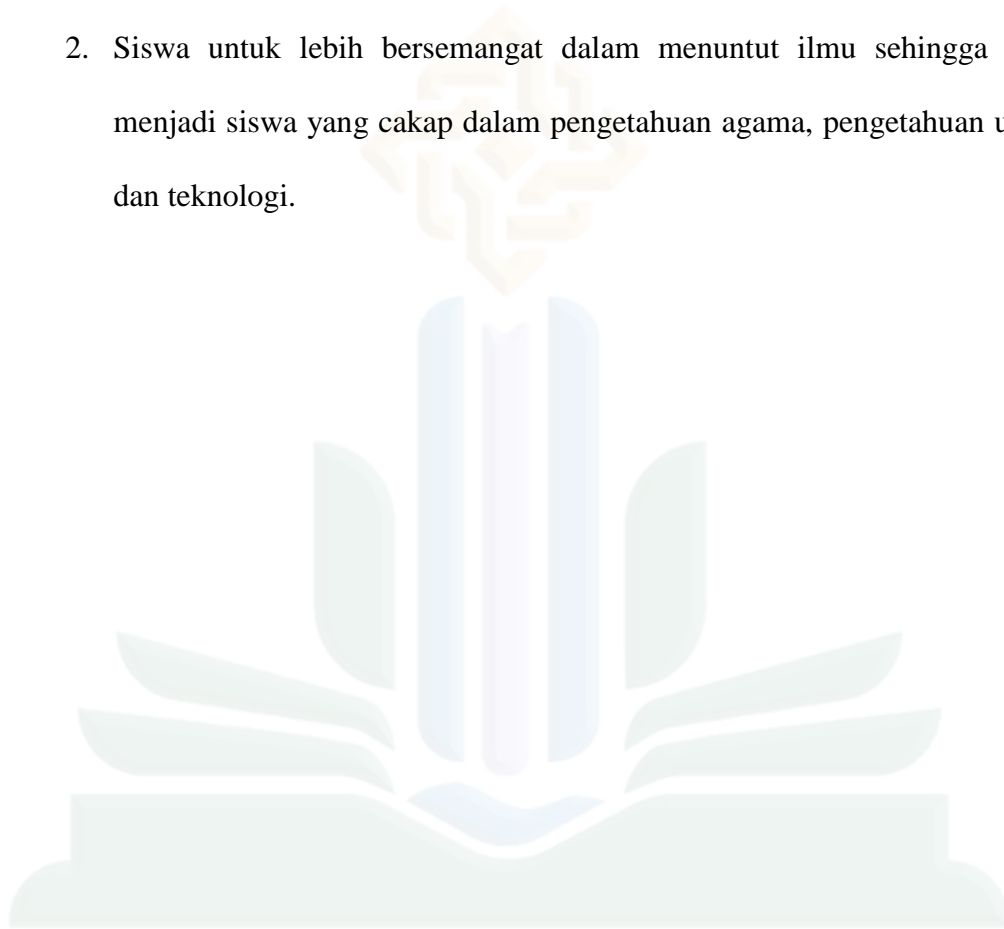 2. Siswa untuk lebih bersemangat dalam menuntut ilmu sehingga
menjadi siswa yang cakap dalam pengetahuan agama, pengetahuan
dan teknologi.